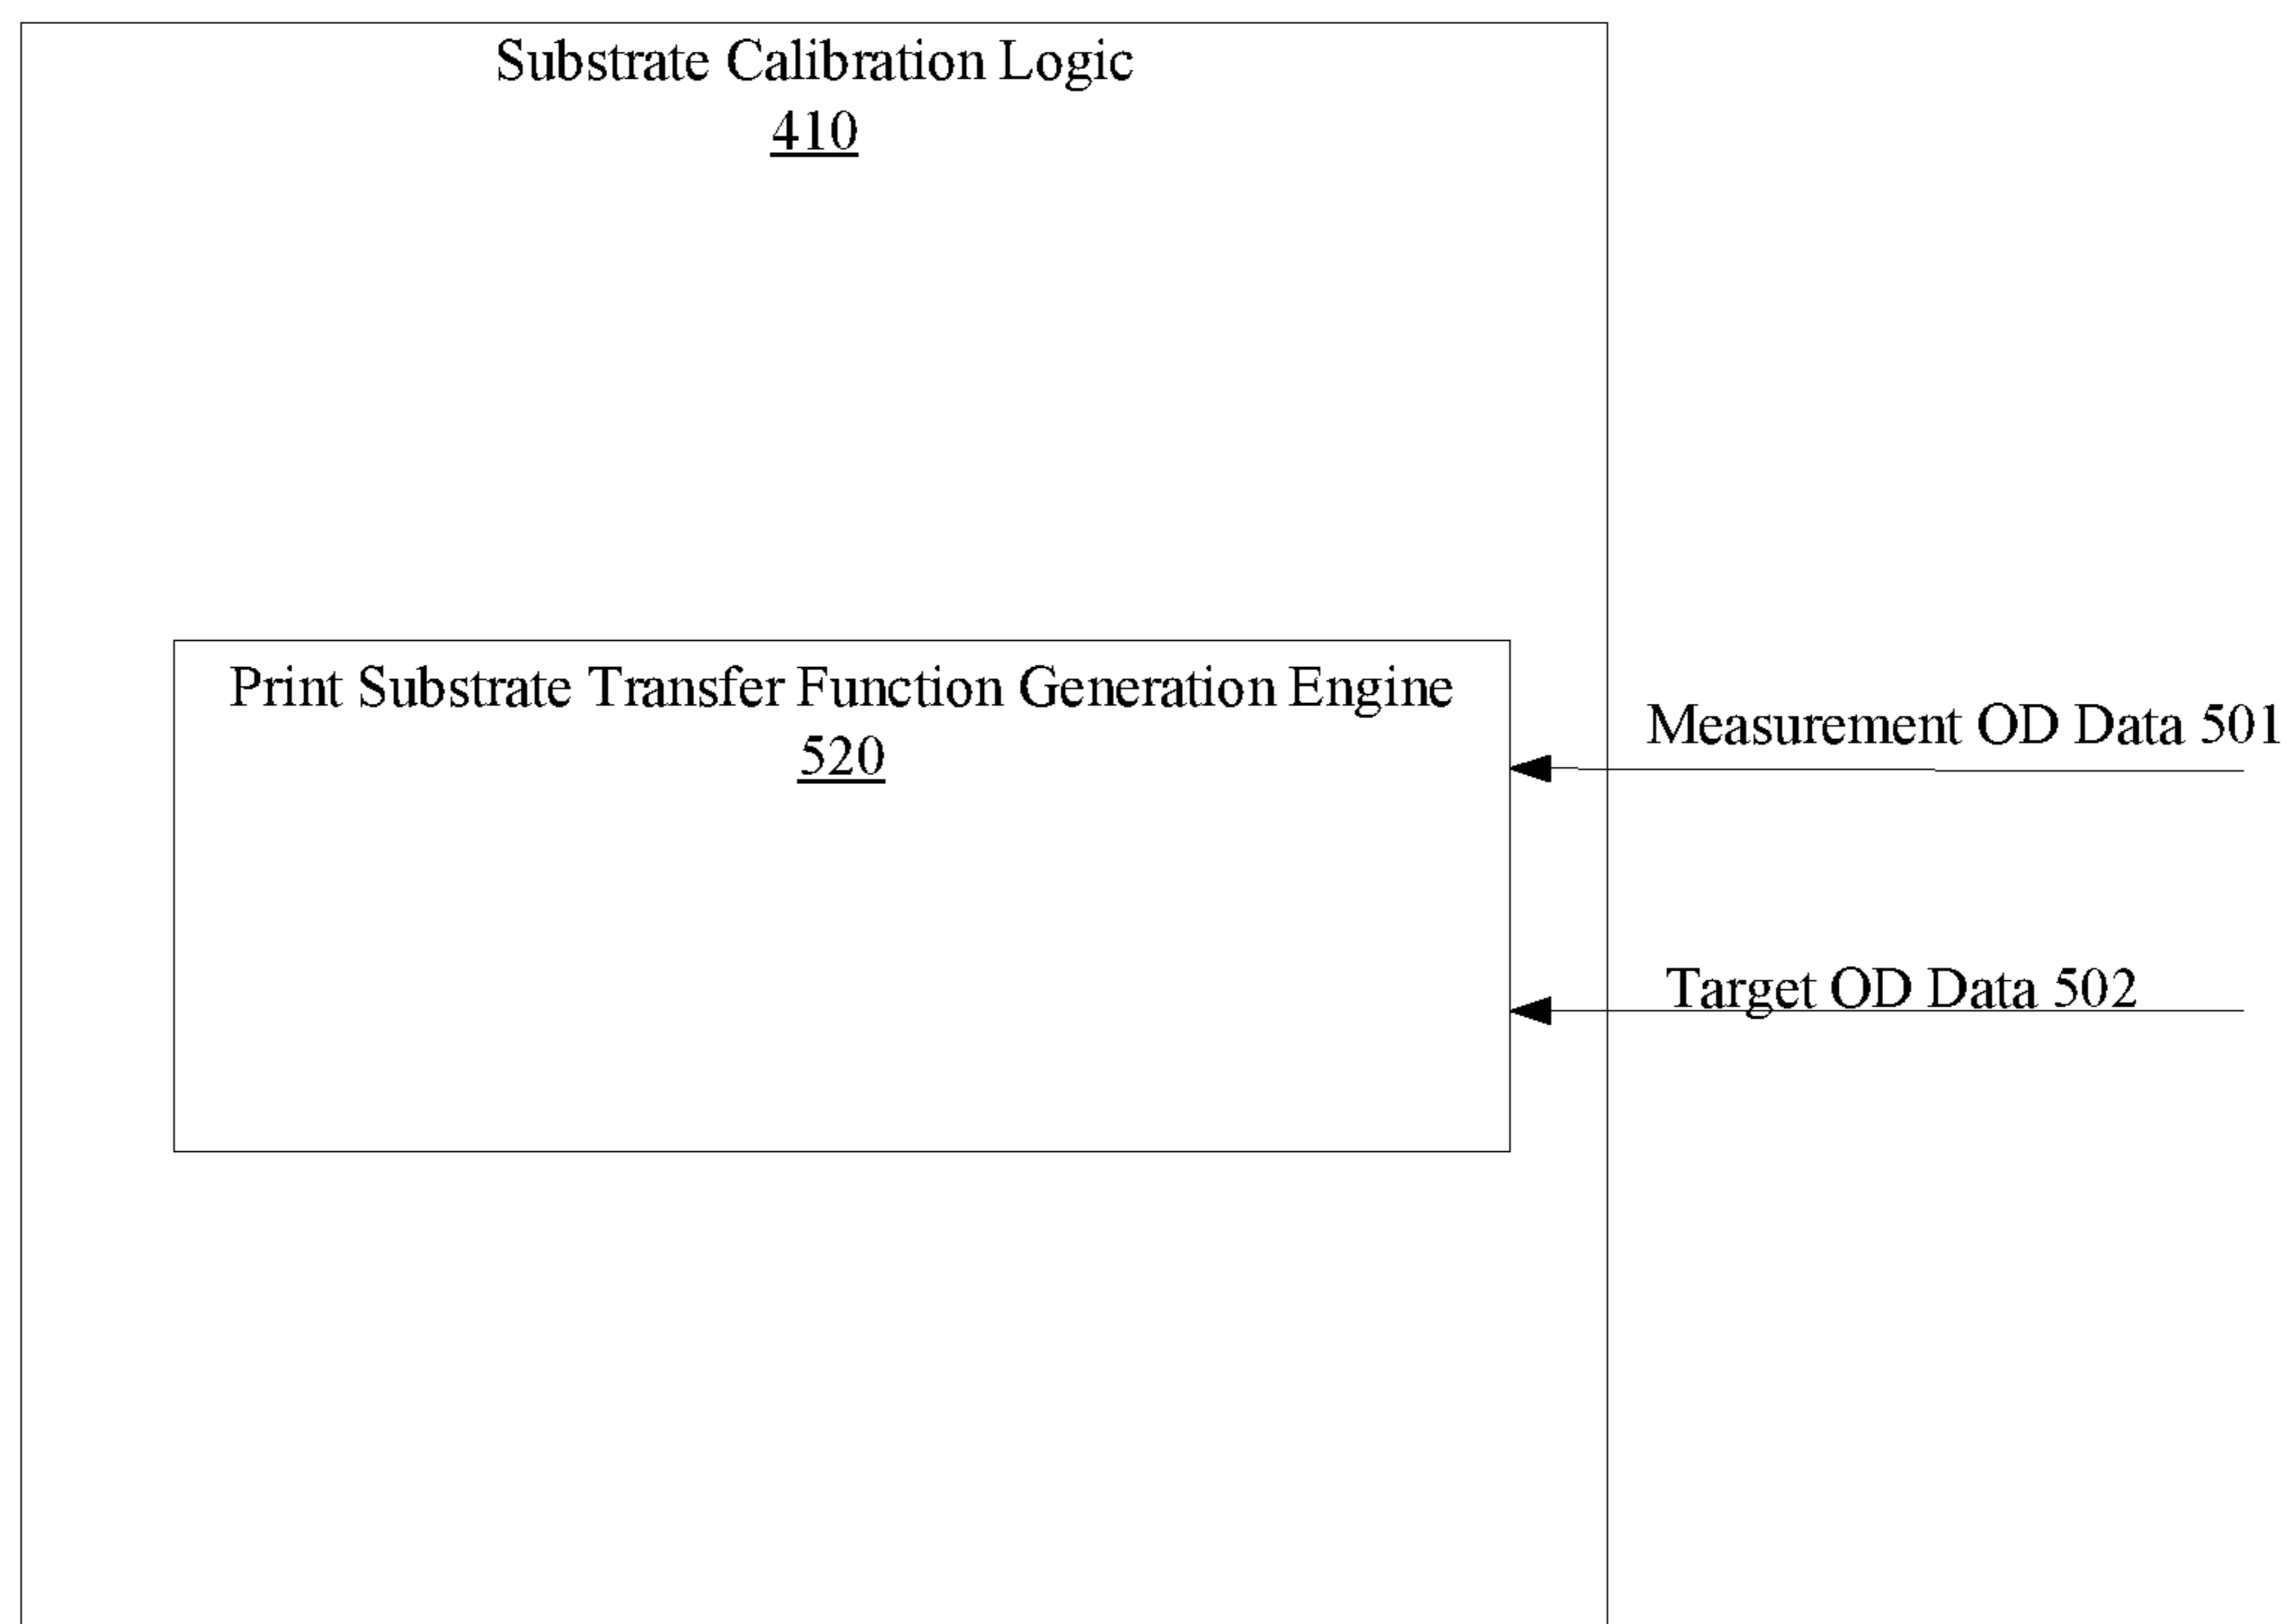 Substrate Calibration Logic
410
Print Substrate Transfer Function Generation Engine
520
Measurement OD Data 501
Target OD Data 502